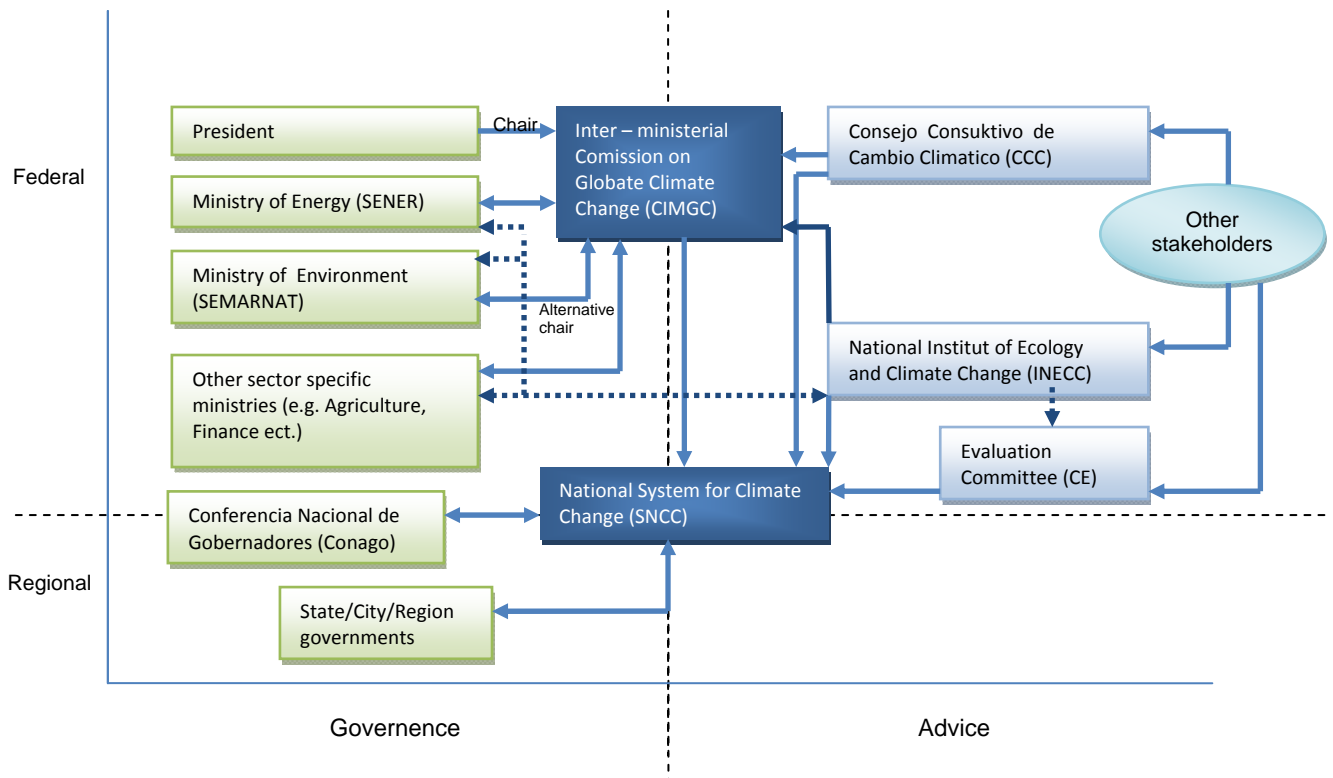 Federal
President
Chair
Inter – ministerial
Comission on
Globate Climate
Change (CIMGC)
Consejo Consuktivo de
Cambio Climatico (CCC)
Ministry of Energy (SENER)
Other
stakeholders
Ministry of Environment
(SEMARNAT)
Alternative
chair
National Institut of Ecology
and Climate Change (INECC)
Other sector specific
ministries (e.g. Agriculture,
Finance ect.)
Evaluation
Committee (CE)
National System for Climate
Change (SNCC)
Conferencia Nacional de
Gobernadores (Conago)
Regional
State/City/Region
governments
Governence
Advice